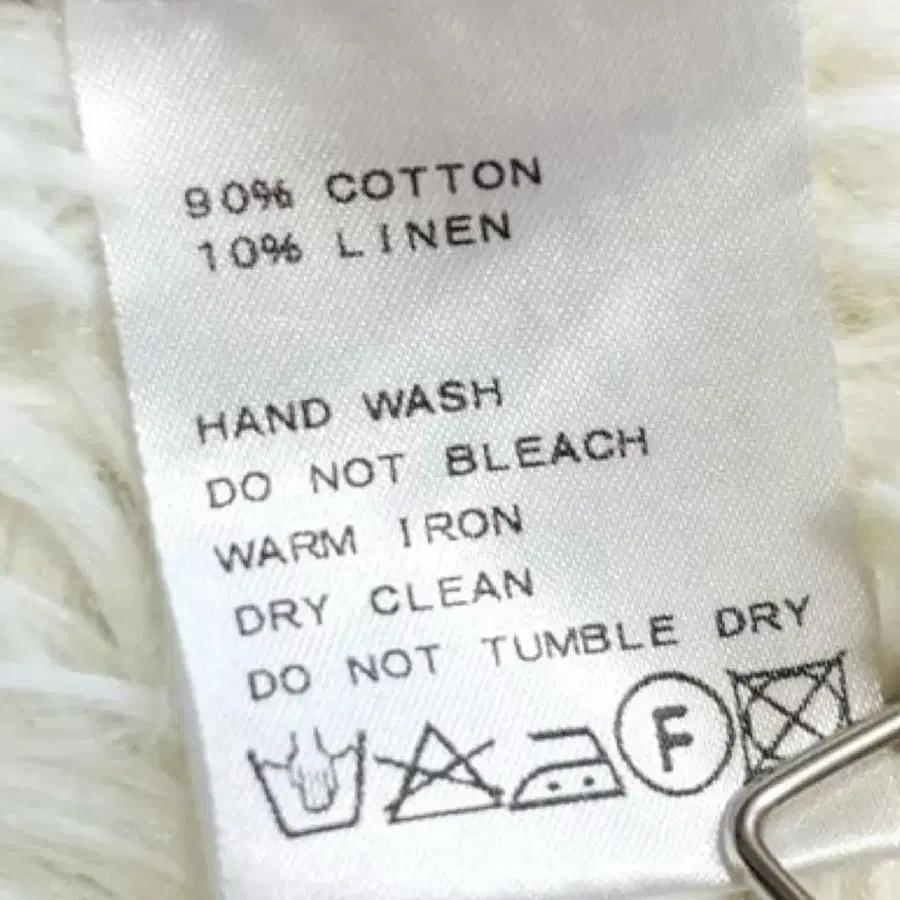 90% COTTON
10% LINEN
HAND WASH
DO NOT BLEACH
WARM IRON
DRY CLEAN
DO NOT TUMBLE DRY
F